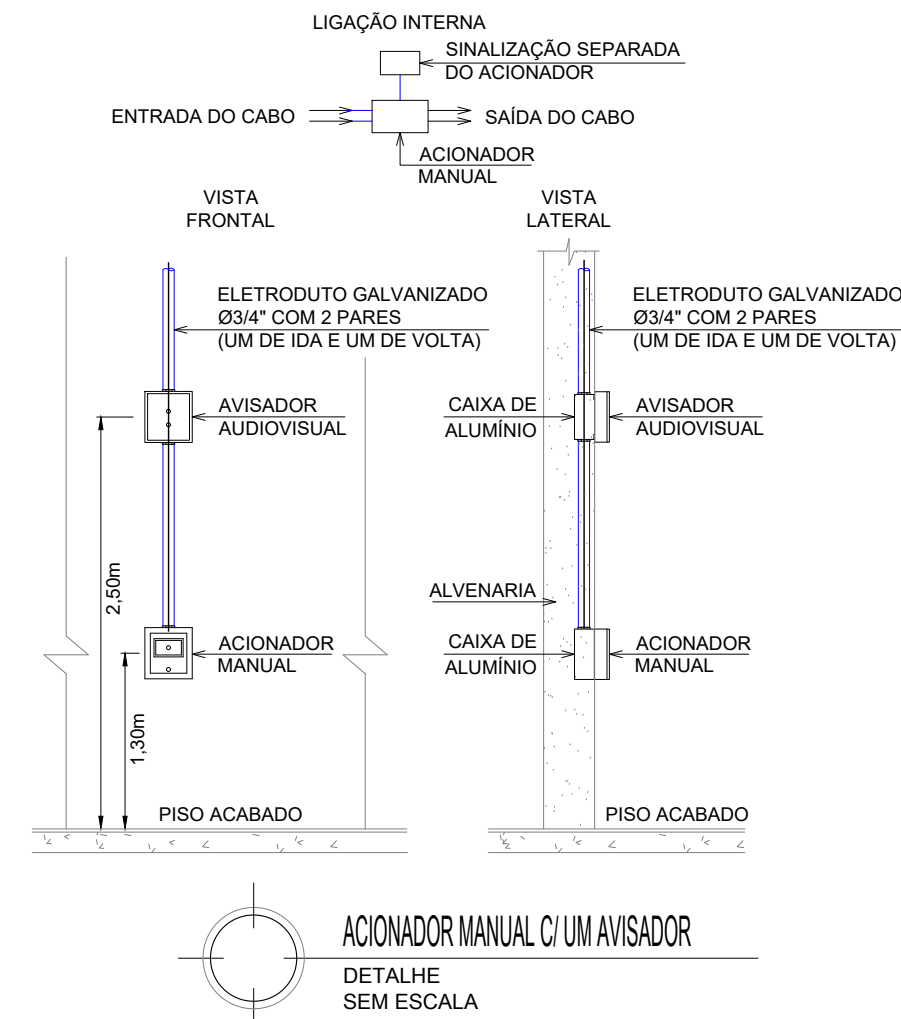 LIGAÇÃO INTERNA
SINALIZAÇÃO SEPARADA
DO ACIONADOR
ENTRADA DO CABO
SAÍDA DO CABO
ACIONADOR
MANUAL
VISTA
FRONTAL
VISTA
LATERAL
ELETRODUTO GALVANIZADO
Ø3/4" COM 2 PARES
(UM DE IDA E UM DE VOLTA)
ELETRODUTO GALVANIZADO
Ø3/4" COM 2 PARES
(UM DE IDA E UM DE VOLTA)
AVISADOR
AUDIOVISUAL
CAIXA DE
ALUMÍNIO
AVISADOR
AUDIOVISUAL
2,50m
ALVENARIA
ACIONADOR
MANUAL
CAIXA DE
ALUMÍNIO
ACIONADOR
MANUAL
1,30m
PISO ACABADO
PISO ACABADO
ACIONADOR MANUAL C/ UM AVISADOR
DETALHE
SEM ESCALA